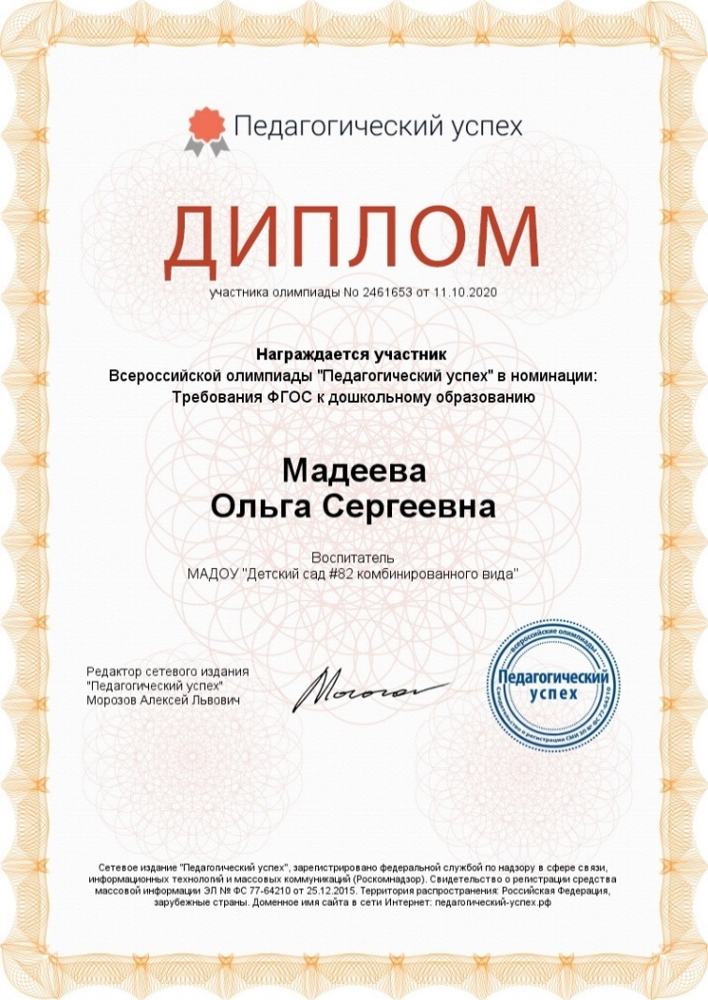 Педагогический успех
ДИПЛОМ
участника олимпиады No 2461653 от 11.10.2020
Награждается участник
Всероссийской олимпиады "Педагогический успех" в номинации:
Требования ФГОС к дошкольному образованию
Мадеева
Ольга Сергеевна
Воспитатель
МАДОУ "Детский сад #82 комбинированного вида"
Редактор сетевого издания
"Педагогический успех"
Морозов Алексей Львович
всероссийские олимпиады
Педагогический
успех
Свидетельство о регистрации СМИ ЭЛ № ФС 77-64210
Сетевое издание "Педагогический успех", зарегистрировано федеральной службой по надзору в сфере связи,
информационных технологий и массовых коммуникаций (Роскомнадзор). Свидетельство о регистрации средства
массовой информации ЭЛ № ФС 77-64210 от 25.12.2015. Территория распространения: Российская Федерация,
зарубежные страны. Доменное имя сайта в сети Интернет: педагогический-успех.рф